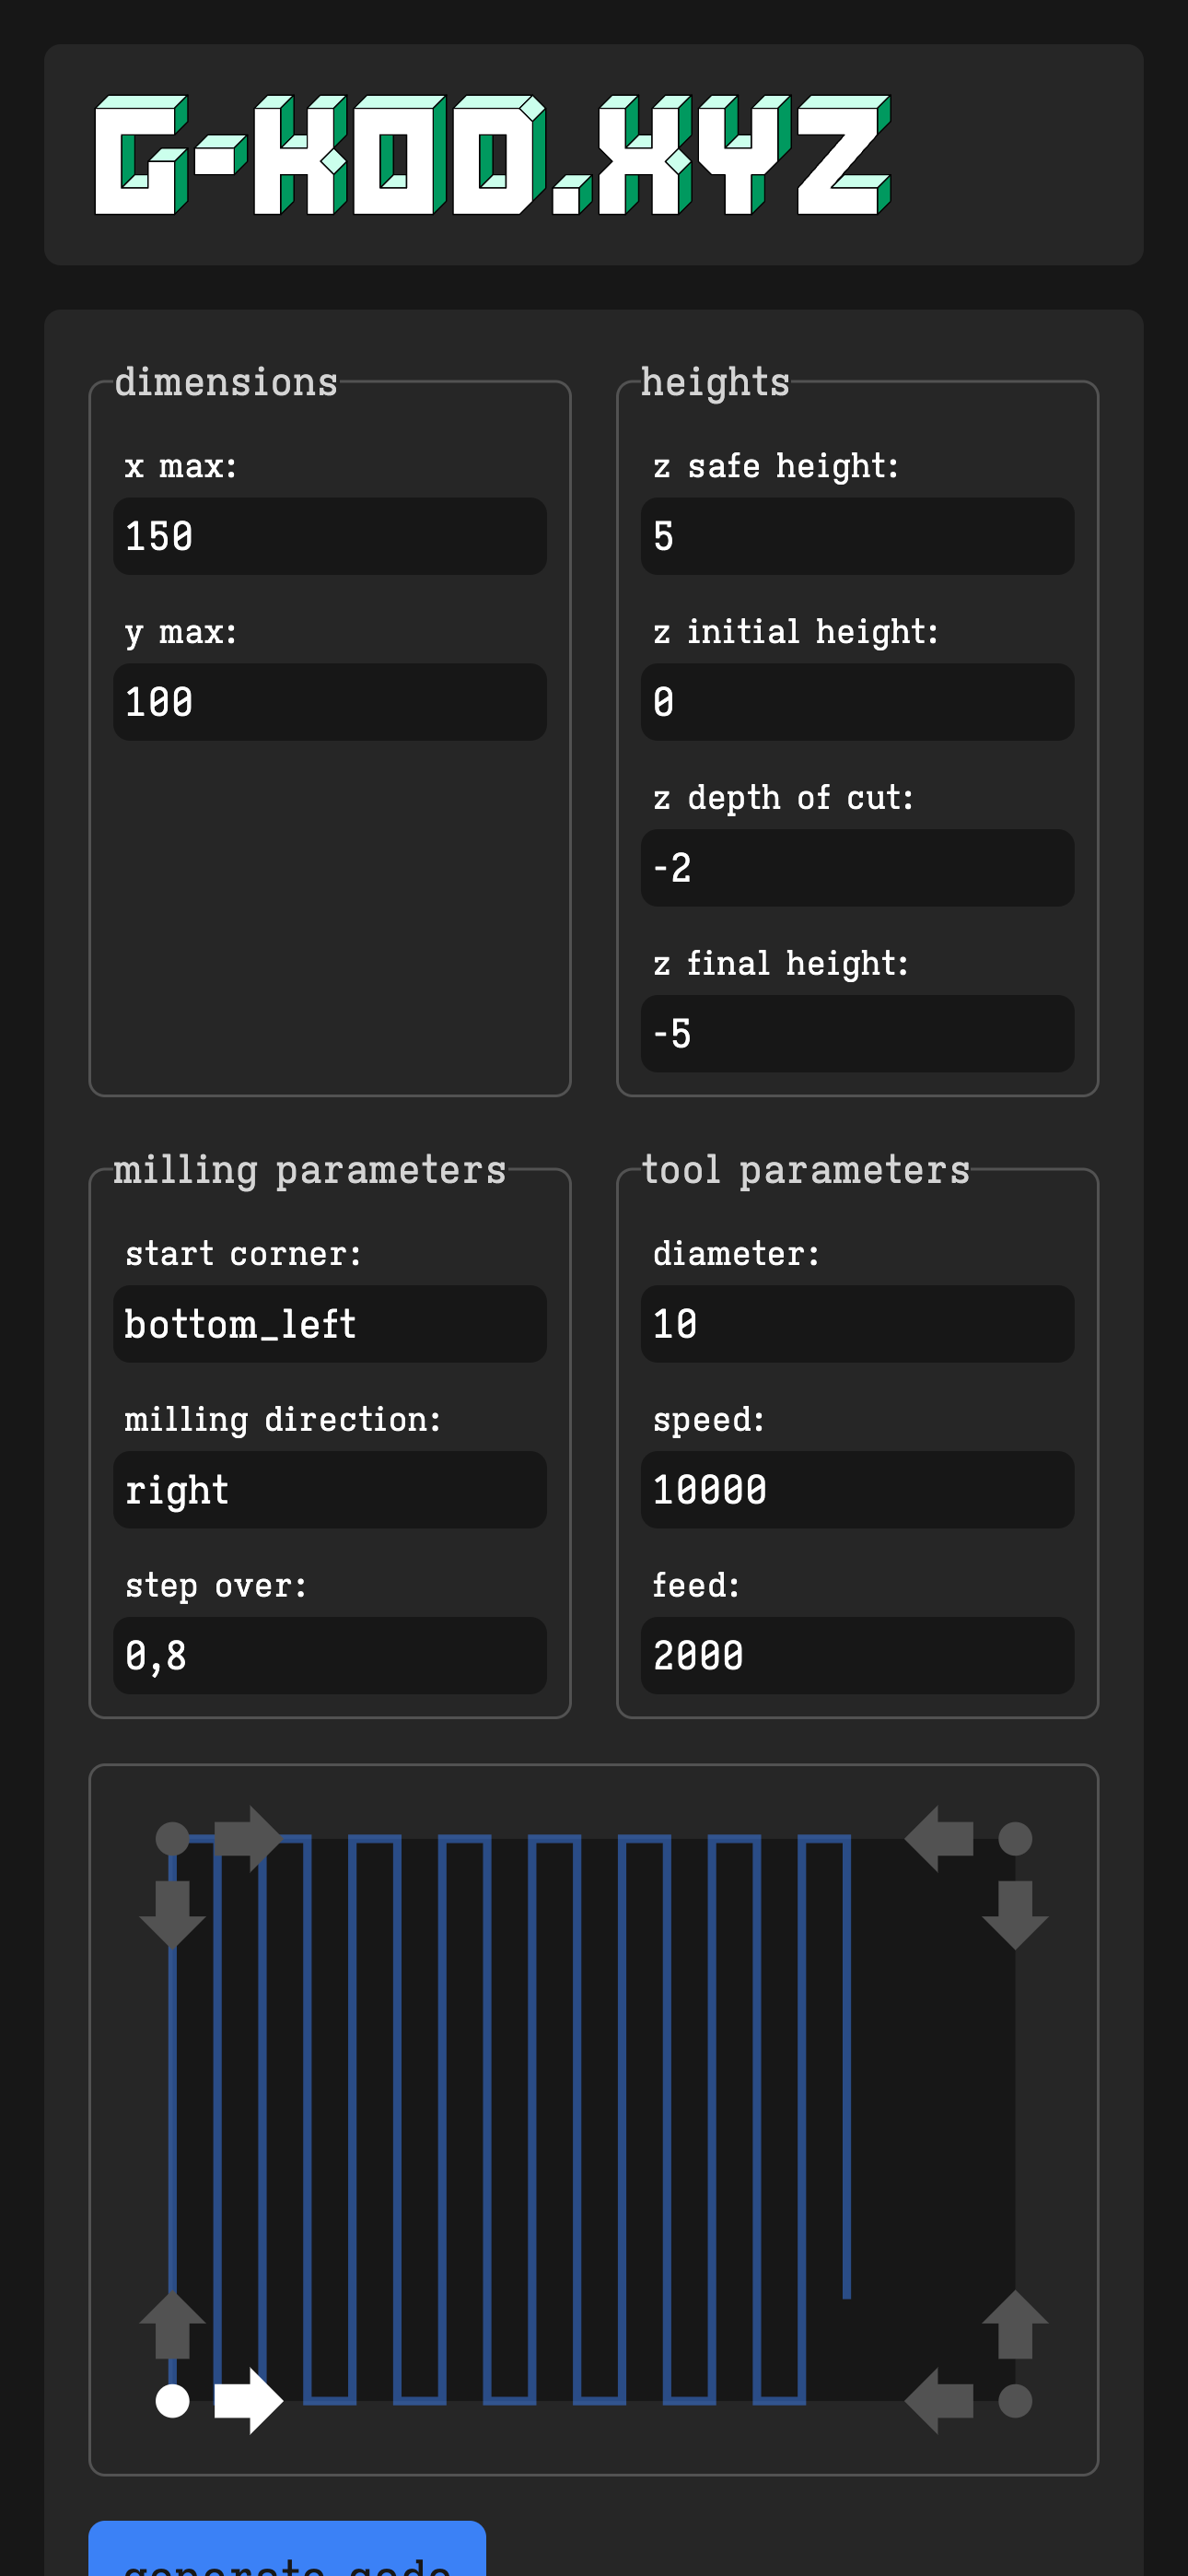 G-KOD.XYZ
dimensions
x max:
150
y max:
100
heights
z safe height:
5
z initial height:
0
z depth of cut:
-2
z final height:
-5
milling parameters
start corner:
bottom_left
milling direction:
right
step over:
0,8
tool parameters
diameter:
10
speed:
10000
feed:
2000
generate code